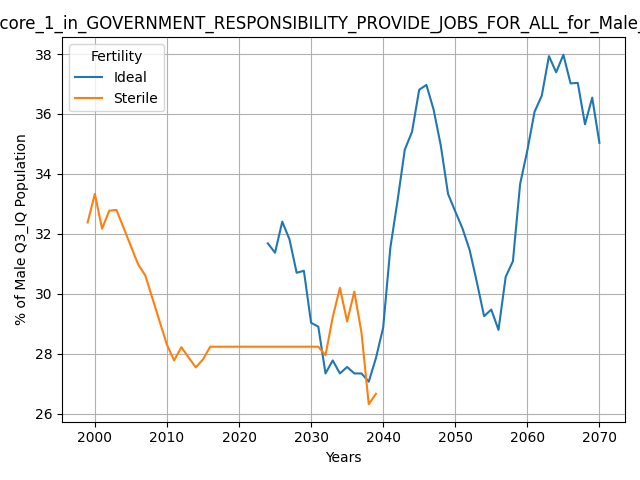 core_1_in_GOVERNMENT_RESPONSIBILITY_PROVIDE_JOBS_FOR_ALL_for_Male_
Fertility
Ideal
Sterile
% of Male Q3_IQ Population
38
36
34
32
30
28
26
2000 2010 2020 2030 2040 2050 2060 2070
Years